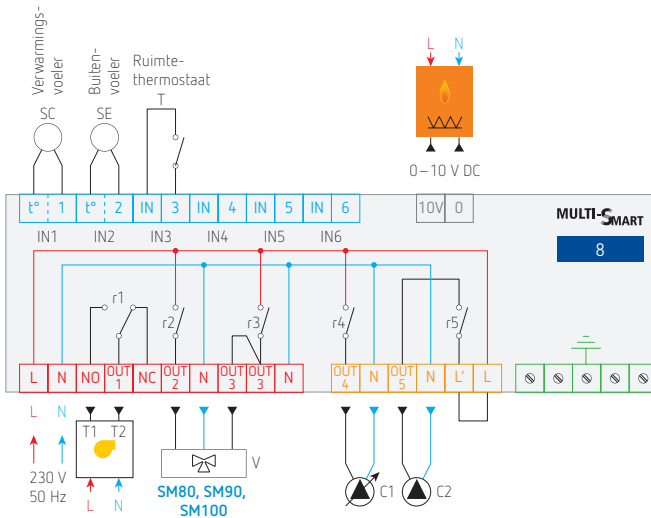 Verwarmings-
voeler
Buiten-
voeler
Ruimte-
thermostaat
SC
SE
T
L N
0–10 V DC
t° 1 t° 2 IN 3 IN 4 IN 5 IN 6
10V 0
IN1 IN2 IN3 IN4 IN5 IN6
MULTI-SMART
8
r1 r2 r3 r4 r5
L N NO OUT 1 NC OUT 2 N OUT 3 OUT 3 N
OUT 4 N OUT 5 N L' L
L N
T1 T2
V
C1 C2
230 V
50 Hz
L N
SM80, SM90,
SM100